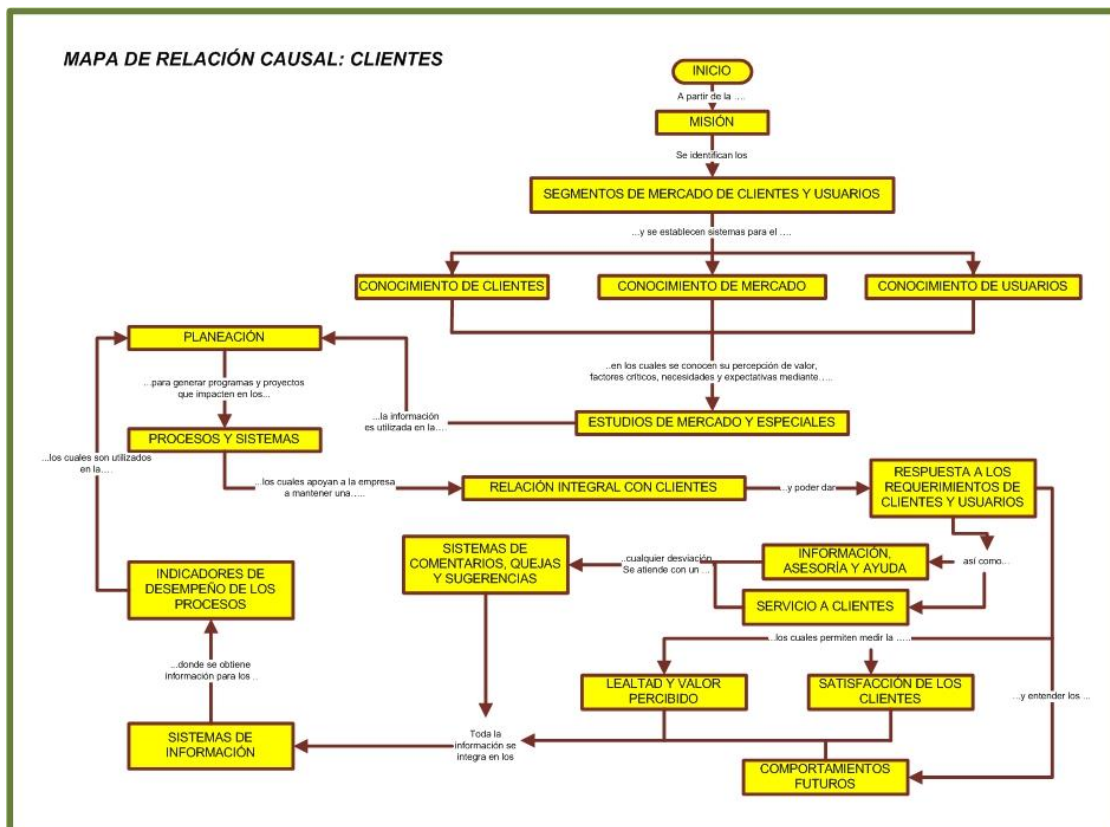 MAPA DE RELACIÓN CAUSAL: CLIENTES
INICIO
A partir de la ….
MISIÓN
Se identifican los
SEGMENTOS DE MERCADO DE CLIENTES Y USUARIOS
...y se establecen sistemas para el ….
CONOCIMIENTO DE CLIENTES
CONOCIMIENTO DE MERCADO
CONOCIMIENTO DE USUARIOS
..en los cuales se conocen su percepción de valor,
factores críticos, necesidades y expectativas mediante…..
ESTUDIOS DE MERCADO Y ESPECIALES
...la información
es utilizada en la….
PLANEACIÓN
...para generar programas y proyectos
que impacten en los...
PROCESOS Y SISTEMAS
...los cuales apoyan a la empresa
a mantener una…..
RELACIÓN INTEGRAL CON CLIENTES
...y poder dar
RESPUESTA A LOS
REQUERIMIENTOS DE
CLIENTES Y USUARIOS
así como...
INFORMACIÓN,
ASESORÍA Y AYUDA
SERVICIO A CLIENTES
..cualquier desviación
Se atiende con un ...
SISTEMAS DE
COMENTARIOS, QUEJAS
Y SUGERENCIAS
...los cuales permiten medir la …..
LEALTAD Y VALOR
PERCIBIDO
SATISFACCIÓN DE LOS
CLIENTES
...y entender los ...
COMPORTAMIENTOS
FUTUROS
Toda la
información se
integra en los
SISTEMAS DE
INFORMACIÓN
...donde se obtiene
información para los ..
INDICADORES DE
DESEMPEÑO DE LOS
PROCESOS
...los cuales son utilizados
en la…..